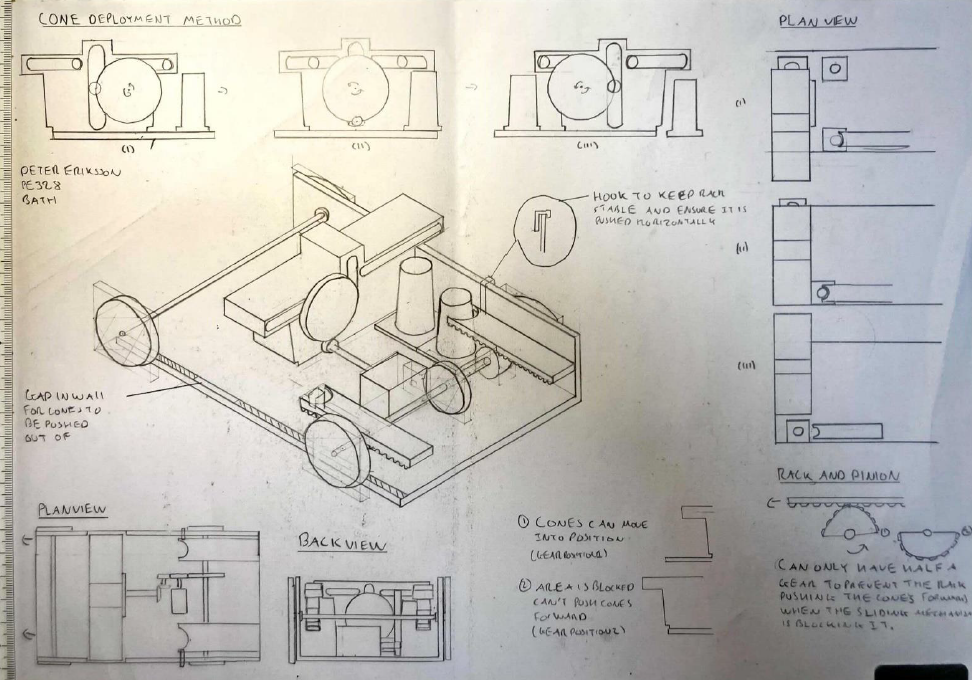 CONE DEPLOYMENT METHOD
(I)
(II)
(III)
PETER ERIKSSON
PE328
BATH
HOOK TO KEEP RACK
STABLE AND ENSURE IT IS
PUSHED HORIZONTALLY
GAP IN WALL
FOR CONES TO
BE PUSHED
OUT OF
PLAN VIEW
(I)
(II)
(III)
PLANVIEW
BACK VIEW
① CONES CAN MOVE
INTO POSITION
(GEAR POSITION 1)
② AREA IS BLOCKED
CAN'T PUSH CONES
FORWARD
(GEAR POSITION 2)
RACK AND PINION
①
②
CAN ONLY HAVE HALF A
GEAR TO PREVENT THE RACK
PUSHING THE CONES FORWARD
WHEN THE SLIDING MECHANISM
IS BLOCKING IT.